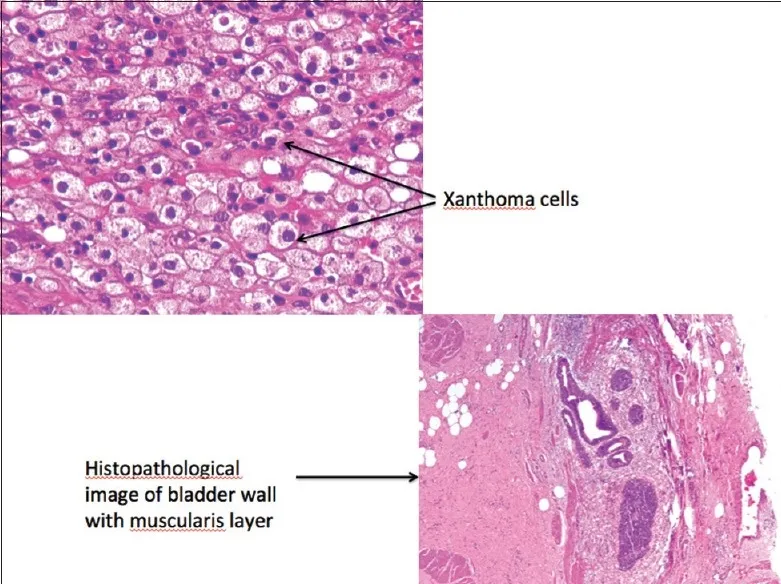 Xanthoma cells
Histopathological
image of bladder wall
with muscularis layer